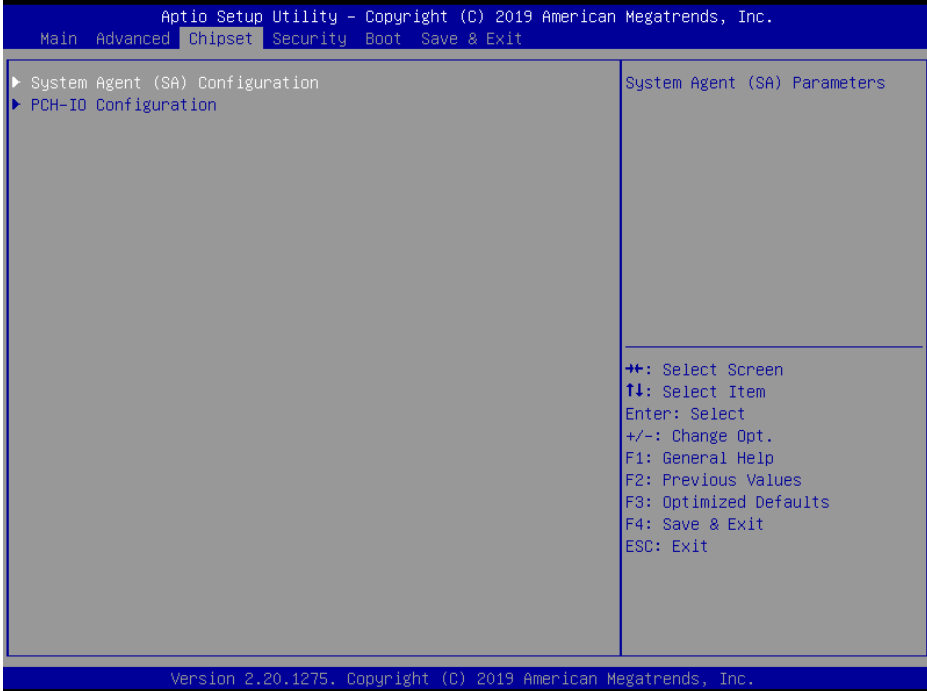 Aptio Setup Utility – Copyright (C) 2019 American Megatrends, Inc.
Main Advanced Chipset Security Boot Save & Exit
System Agent (SA) Configuration
PCH-IO Configuration
System Agent (SA) Parameters
→←: Select Screen
↑↓: Select Item
Enter: Select
+/-: Change Opt.
F1: General Help
F2: Previous Values
F3: Optimized Defaults
F4: Save & Exit
ESC: Exit
Version 2.20.1275. Copyright (C) 2019 American Megatrends, Inc.